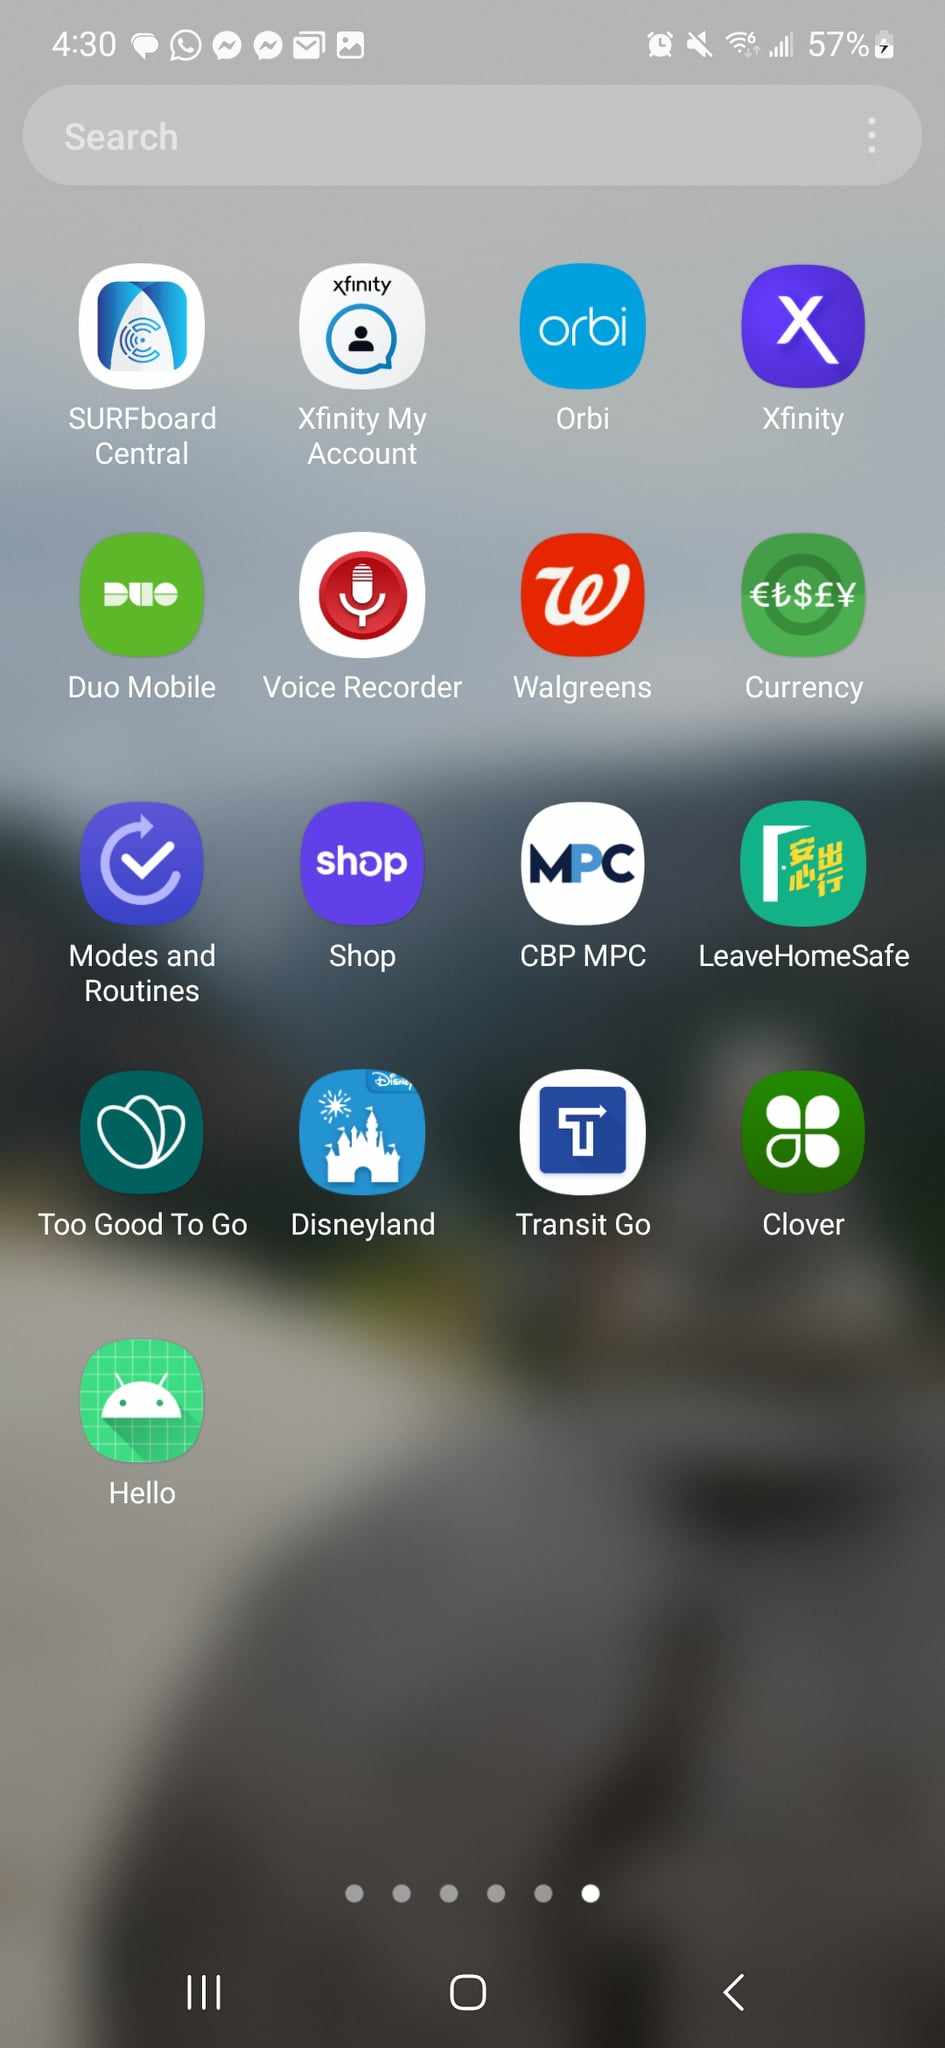 4:30
57%
Search
xfinity
orbi
X
SURFboard Central
Xfinity My Account
Orbi
Xfinity
DUO
W
€₺$£¥
Duo Mobile
Voice Recorder
Walgreens
Currency
shop
MPC
安心出行
Modes and Routines
Shop
CBP MPC
LeaveHomeSafe
Disney
T
Too Good To Go
Disneyland
Transit Go
Clover
Hello